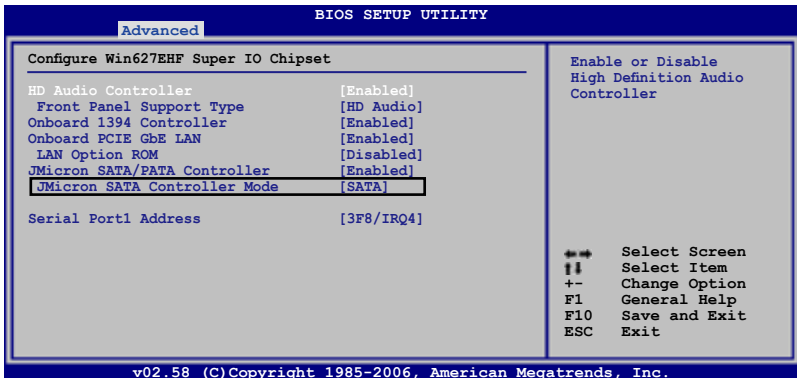 BIOS SETUP UTILITY
Advanced
Configure Win627EHF Super IO Chipset
HD Audio Controller [Enabled]
Front Panel Support Type [HD Audio]
Onboard 1394 Controller [Enabled]
Onboard PCIE GbE LAN [Enabled]
LAN Option ROM [Disabled]
JMicron SATA/PATA Controller [Enabled]
JMicron SATA Controller Mode [SATA]
Serial Port1 Address [3F8/IRQ4]
Enable or Disable
High Definition Audio
Controller
←→ Select Screen
↑↓ Select Item
+- Change Option
F1 General Help
F10 Save and Exit
ESC Exit
v02.58 (C)Copyright 1985-2006, American Megatrends, Inc.